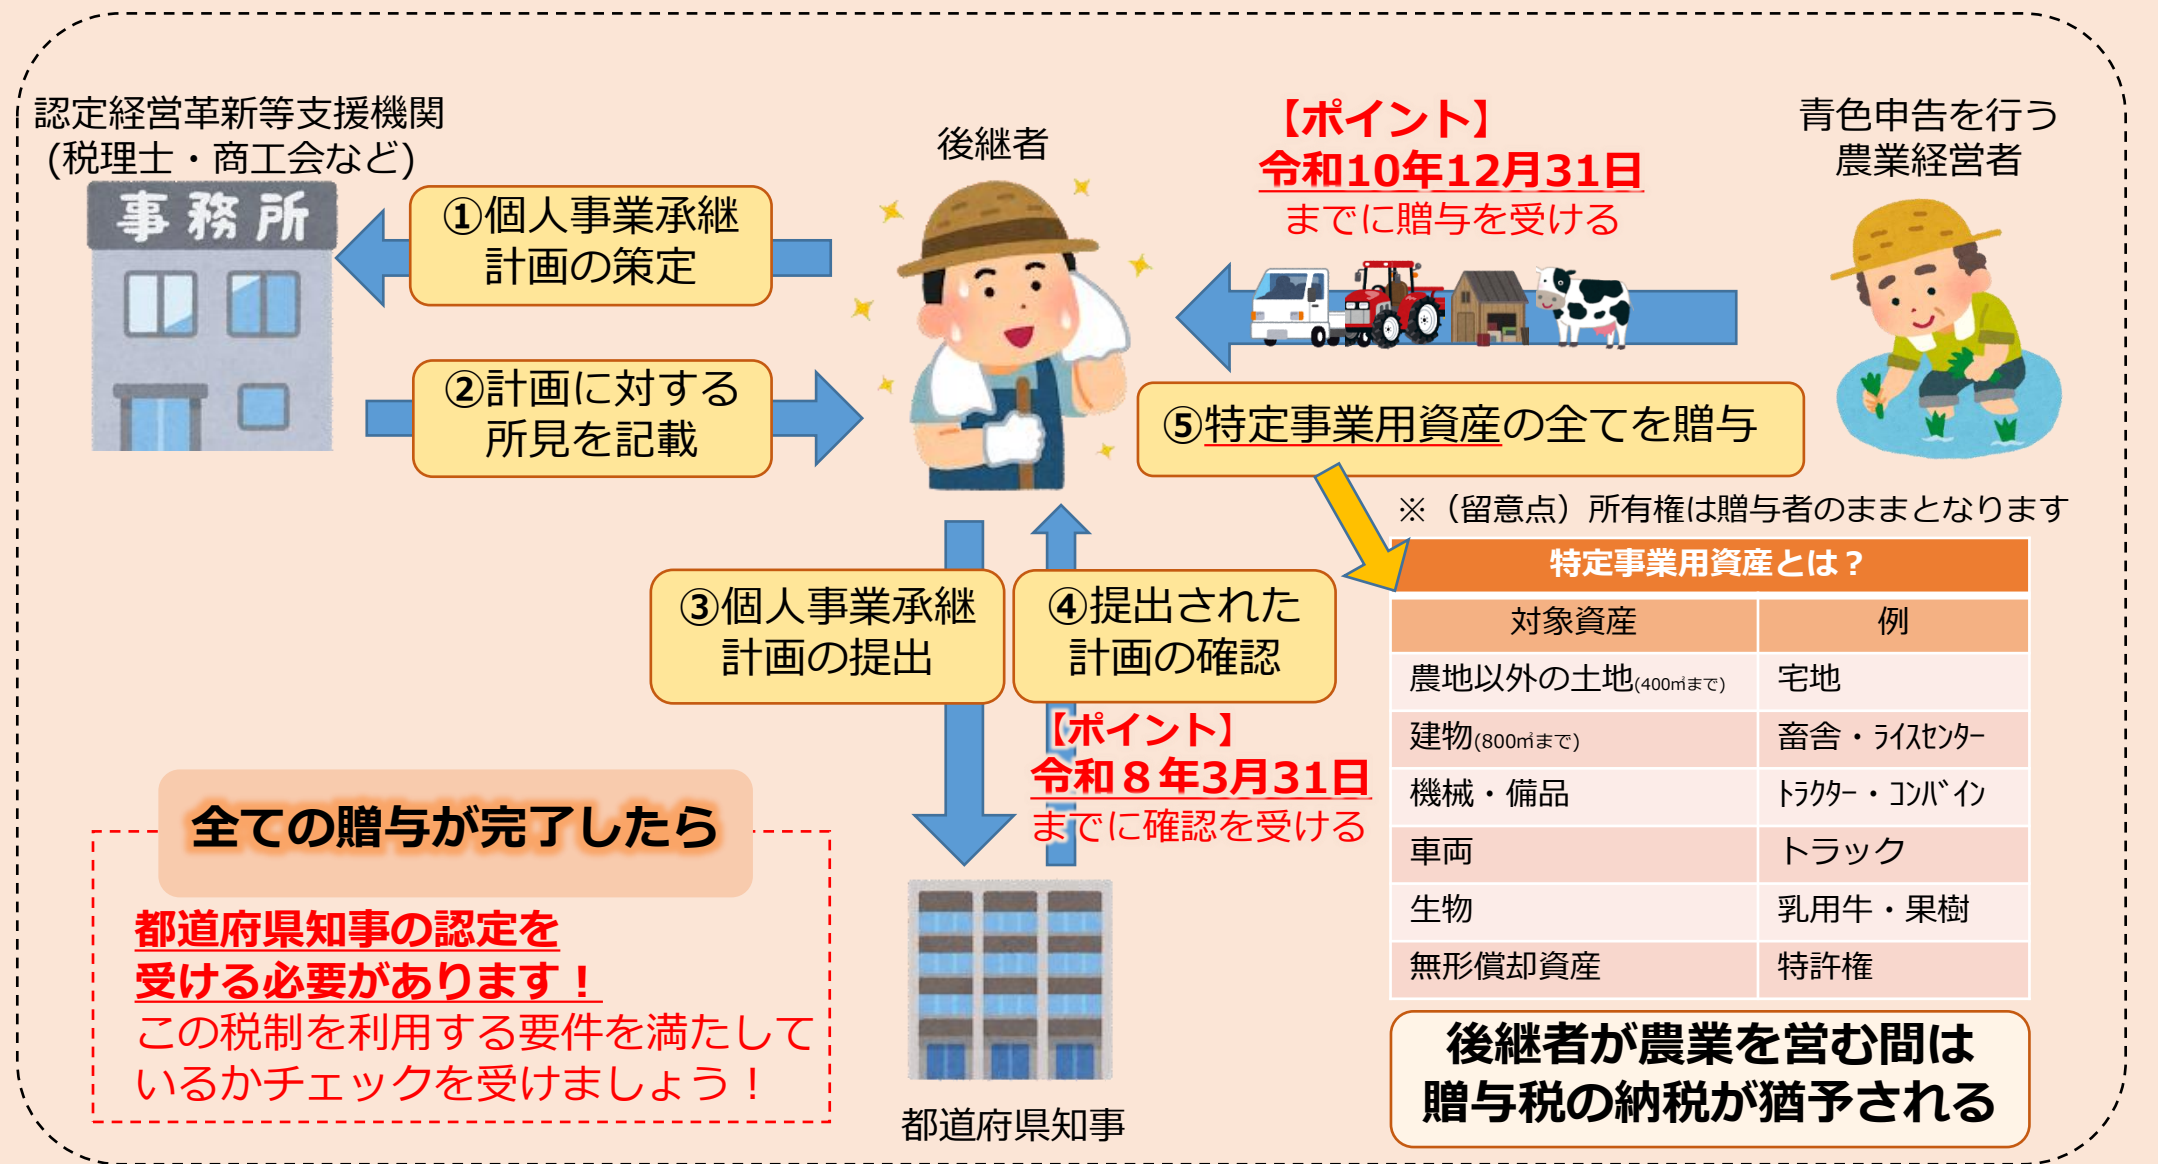 認定経営革新等支援機関
(税理士・商工会など)
事務所
①個人事業承継
計画の策定
②計画に対する
所見を記載
後継者
【ポイント】
令和10年12月31日
までに贈与を受ける
青色申告を行う
農業経営者
⑤特定事業用資産の全てを贈与
※（留意点）所有権は贈与者のままとなります
③個人事業承継
計画の提出
④提出された
計画の確認
【ポイント】
令和８年3月31日
までに確認を受ける
都道府県知事
特定事業用資産とは？
対象資産 例
農地以外の土地(400㎡まで) 宅地
建物(800㎡まで) 畜舎・ﾗｲｽｾﾝﾀｰ
機械・備品 ﾄﾗｸﾀｰ・ｺﾝﾊﾞｲﾝ
車両 トラック
生物 乳用牛・果樹
無形償却資産 特許権
後継者が農業を営む間は
贈与税の納税が猶予される
全ての贈与が完了したら
都道府県知事の認定を
受ける必要があります！
この税制を利用する要件を満たして
いるかチェックを受けましょう！